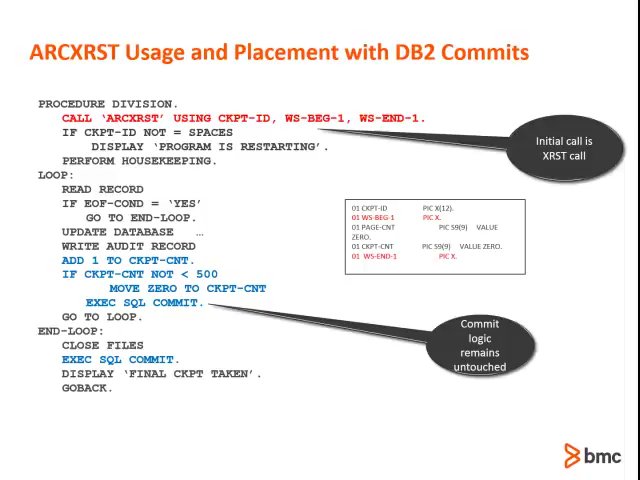 ARCXRST Usage and Placement with DB2 Commits
PROCEDURE DIVISION.
CALL ‘ARCXRST’ USING CKPT-ID, WS-BEG-1, WS-END-1.
IF CKPT-ID NOT = SPACES
DISPLAY ‘PROGRAM IS RESTARTING’.
PERFORM HOUSEKEEPING.
LOOP:
READ RECORD
IF EOF-COND = ‘YES’
GO TO END-LOOP.
UPDATE DATABASE …
WRITE AUDIT RECORD
ADD 1 TO CKPT-CNT.
IF CKPT-CNT NOT < 500
MOVE ZERO TO CKPT-CNT
EXEC SQL COMMIT.
GO TO LOOP.
END-LOOP:
CLOSE FILES
EXEC SQL COMMIT.
DISPLAY ‘FINAL CKPT TAKEN’.
GOBACK.
Initial call is
XRST call
01 CKPT-ID PIC X(12).
01 WS-BEG-1 PIC X.
01 PAGE-CNT PIC S9(9) VALUE
ZERO.
01 CKPT-CNT PIC S9(9) VALUE ZERO.
01 WS-END-1 PIC X.
Commit
logic
remains
untouched
bmc